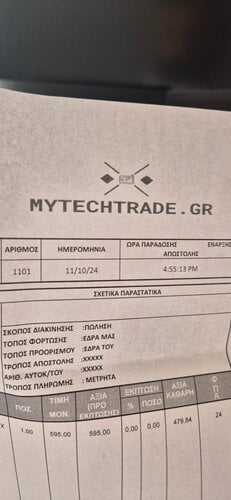 MYTECHTRADE.GR
ΑΡΙΘΜΟΣ ΗΜΕΡΟΜΗΝΙΑ ΩΡΑ ΠΑΡΑΔΟΣΗΣ ΕΝΑΡΞΗ
ΑΠΟΣΤΟΛΗΣ
1101 11/10/24 4:55:13 PM
ΣΧΕΤΙΚΑ ΠΑΡΑΣΤΑΤΙΚΑ
ΣΚΟΠΟΣ ΔΙΑΚΙΝΗΣΗΣ :ΠΩΛΗΣΗ
ΤΟΠΟΣ ΦΟΡΤΩΣΗΣ :ΕΔΡΑ ΜΑΣ
ΤΟΠΟΣ ΠΡΟΟΡΙΣΜΟΥ :ΕΔΡΑ ΤΟΥ
ΤΡΟΠΟΣ ΑΠΟΣΤΟΛΗΣ :XXXXX
ΑΡΙΘ. ΑΥΤΟΚ/ΤΟΥ :XXXXX
ΤΡΟΠΟΣ ΠΛΗΡΩΜΗΣ : ΜΕΤΡΗΤΑ
ΠΟΣ. ΤΙΜΗ ΜΟΝ. ΑΞΙΑ (ΠΡΟ ΕΚΠΤΩΣΗΣ) ΕΚΠΤΩΣΗ % ΠΟΣΟ ΑΞΙΑ ΚΑΘΑΡΗ Φ Π Α
X 1,00 595,00 595,00 0,00 0,00 479,84 24